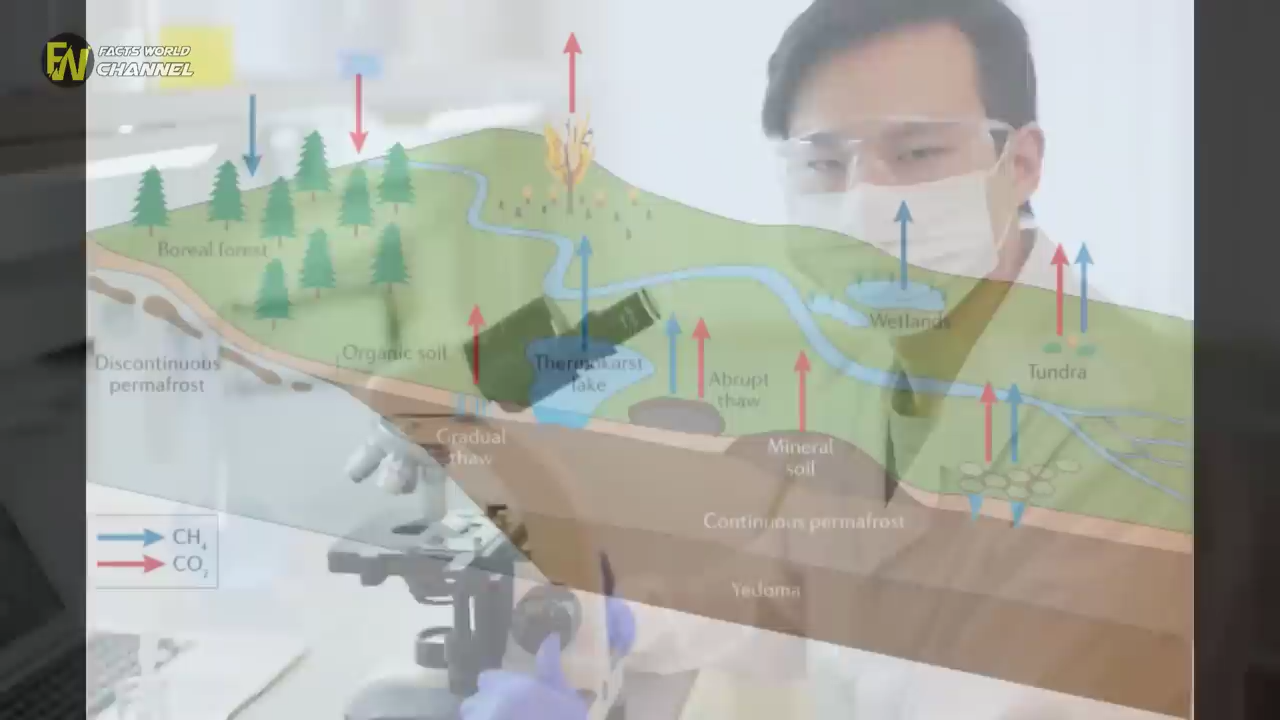 FW
FACTS WORLD
CHANNEL
Boreal forest
Discontinuous
permafrost
Organic soil
Thermokarst
lake
Gradual
thaw
Abrupt
thaw
Mineral
soil
Wetlands
Tundra
Continuous permafrost
Yedoma
CH₄
CO₂